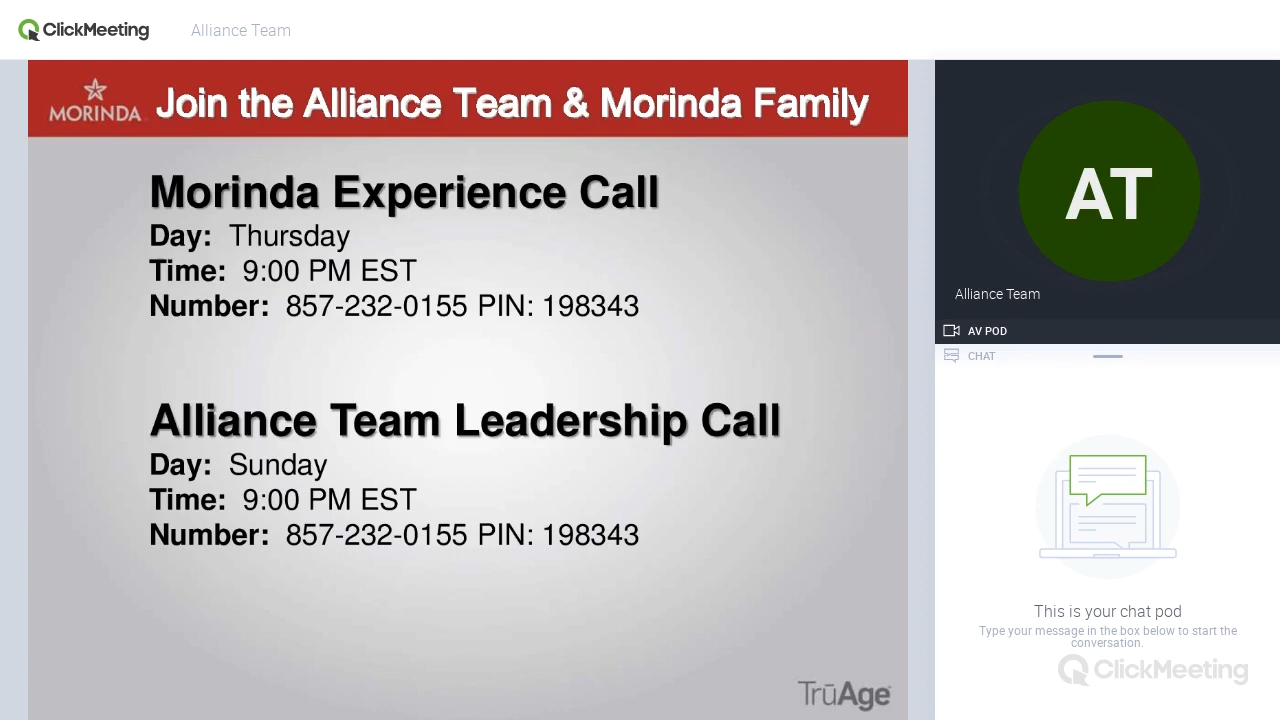 ClickMeeting
Alliance Team
MORINDA
Join the Alliance Team & Morinda Family
Morinda Experience Call
Day: Thursday
Time: 9:00 PM EST
Number: 857-232-0155 PIN: 198343
Alliance Team Leadership Call
Day: Sunday
Time: 9:00 PM EST
Number: 857-232-0155 PIN: 198343
TrūAge
AT
Alliance Team
AV POD
CHAT
This is your chat pod
Type your message in the box below to start the
conversation.
ClickMeeting